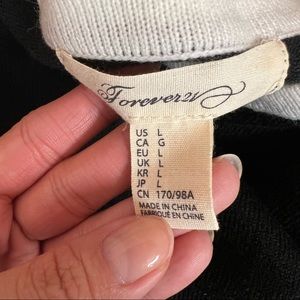 Forever21
US L
CA G
EU L
UK L
KR L
JP L
CN 170/98A
MADE IN CHINA
FABRIQUÉ EN CHINE